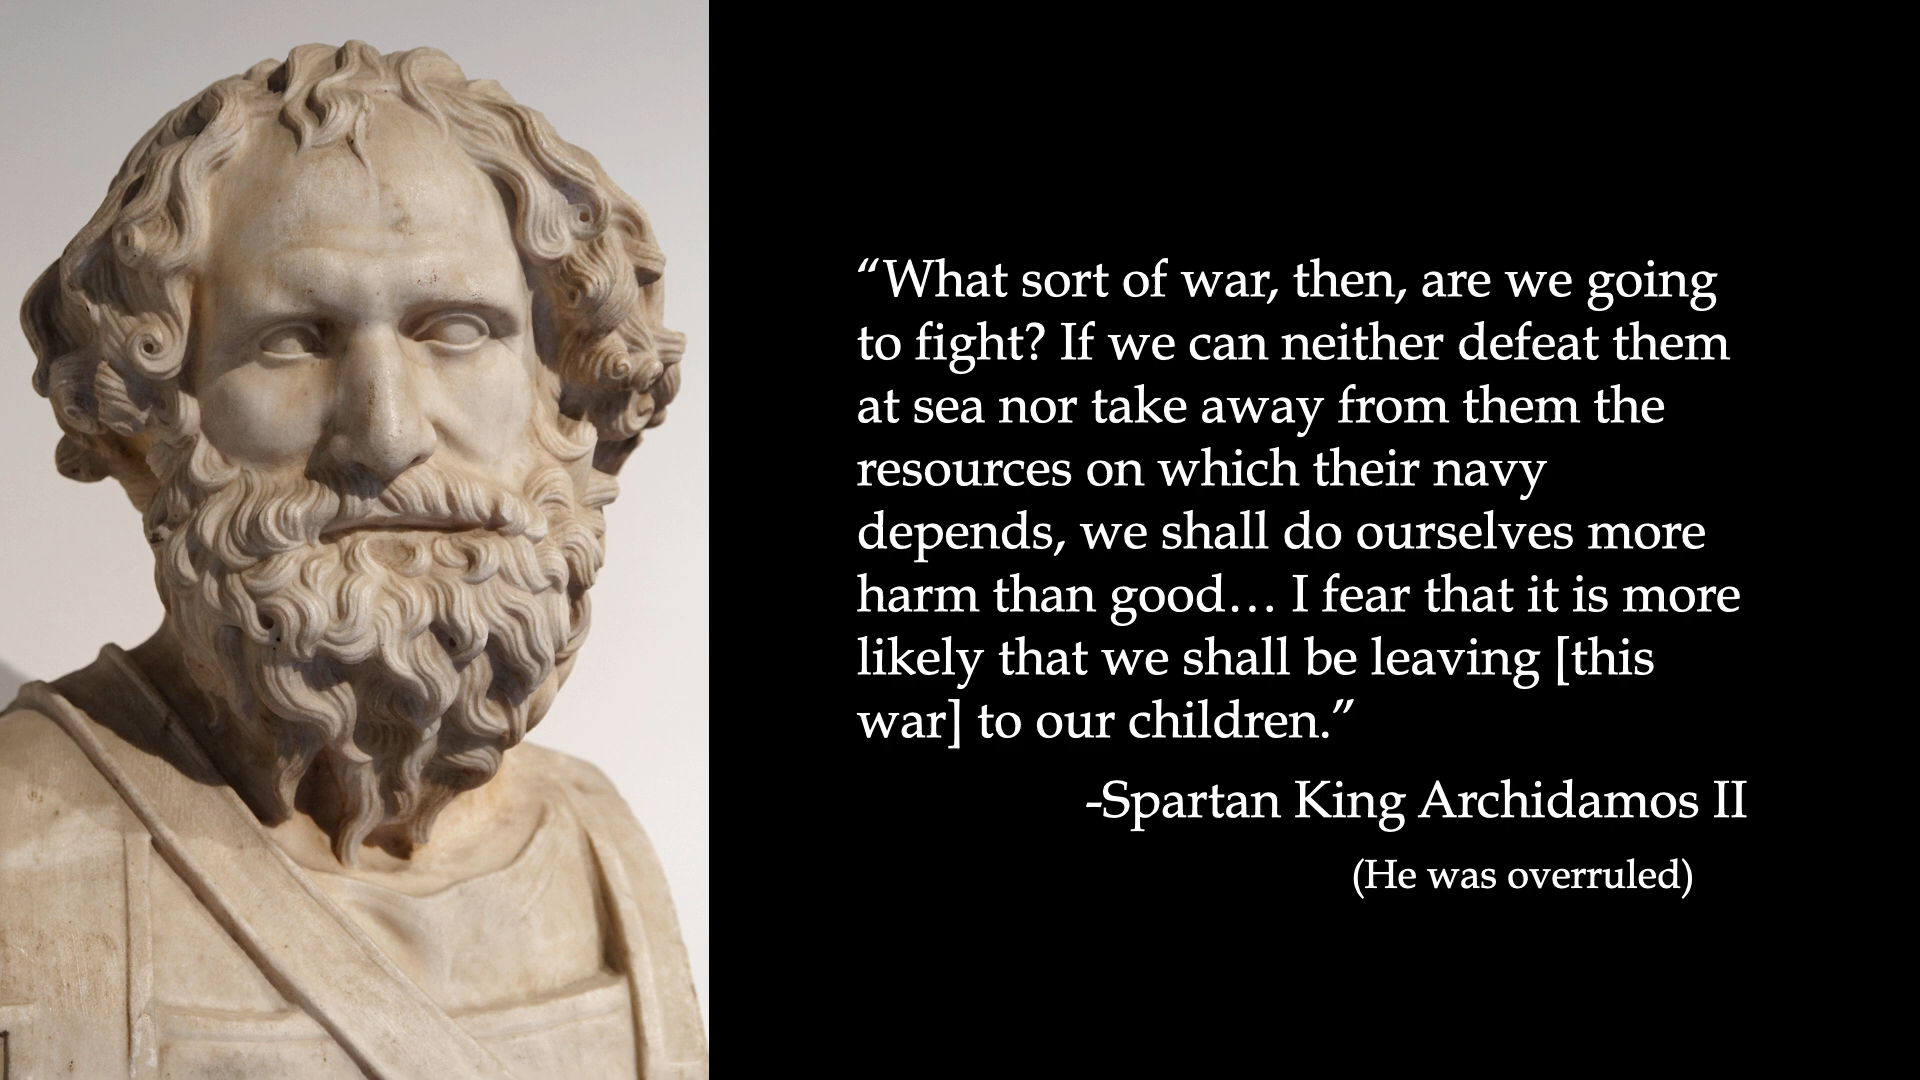 “What sort of war, then, are we going
to fight? If we can neither defeat them
at sea nor take away from them the
resources on which their navy
depends, we shall do ourselves more
harm than good… I fear that it is more
likely that we shall be leaving [this
war] to our children.”
-Spartan King Archidamos II
(He was overruled)